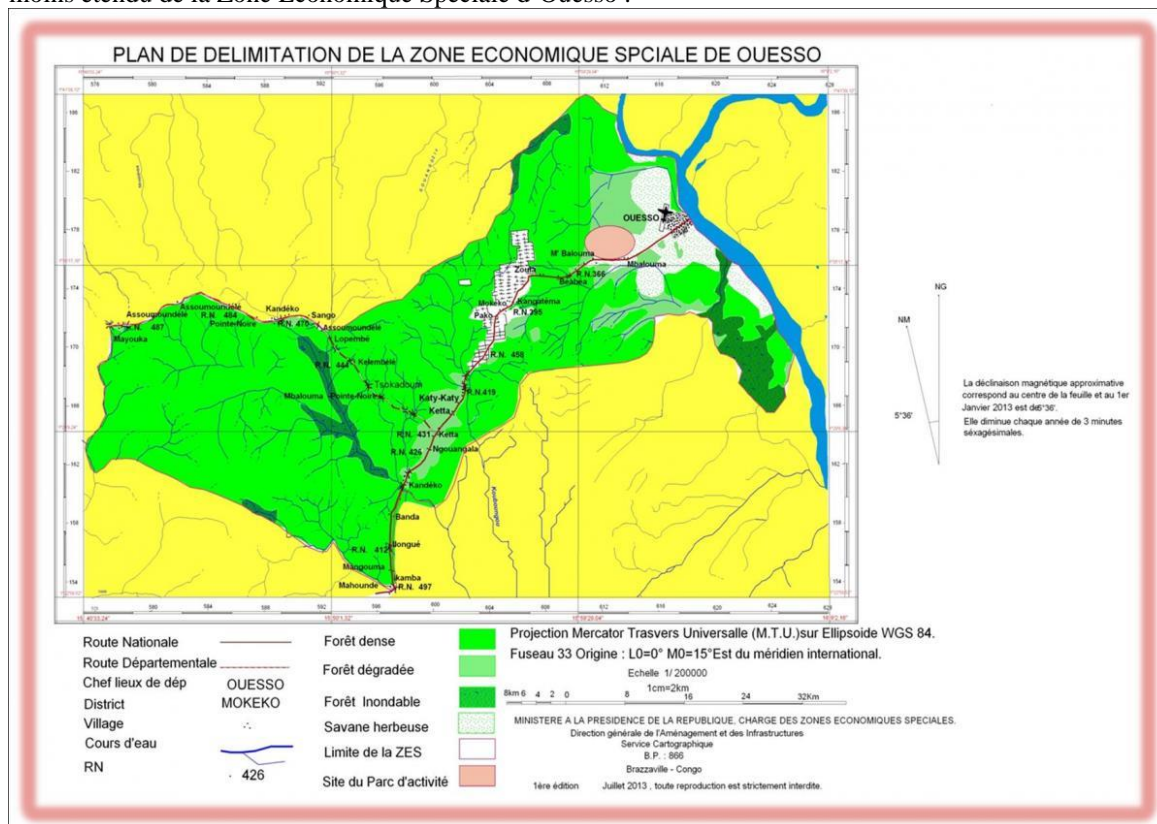 moins étendu de la Zone Economique Spéciale d'Ouesso :
PLAN DE DELIMITATION DE LA ZONE ECONOMIQUE SPCIALE DE OUESSO
OUESSO
M' Balouma
Mbalouma
Zoula
R.N.366
Mokeko
Pako
R.N.395
R.N. 458
Assoumoundélé
R.N. 484
Assoumoundélé
R.N. 487
Mayouka
Pointe-Noire
Kandéko
R.N. 470
Sango
Assoumoundélé
Lopembé
R.N. 444
Kelembélé
Tsokadoum
Mbalouma
Pointe-Noire
Katy-Katy
R.N.419
Ketta
R.N. 431
Ketta
R.N. 426
Ngouangala
Kandéko
Banda
R.N. 412
Mangouma
Ikamba
Mahounde
R.N. 497
NG
NM
5°36'
La déclinaison magnétique approximative
correspond au centre de la feuille et au 1er
Janvier 2013 est de5°36'.
Elle diminue chaque année de 3 minutes
séxagésimales.
Route Nationale
Route Départementale
Chef lieux de dép OUESSO
District MOKEKO
Village
Cours d'eau
RN 426
Forêt dense
Forêt dégradée
Forêt Inondable
Savane herbeuse
Limite de la ZES
Site du Parc d'activité
Projection Mercator Trasvers Universalle (M.T.U.)sur Ellipsoide WGS 84.
Fuseau 33 Origine : L0=0° M0=15°Est du méridien international.
Echelle 1/ 200000
1cm=2km
8km 6 4 2 0 8 16 24 32Km
MINISTERE A LA PRESIDENCE DE LA REPUBLIQUE, CHARGE DES ZONES ECONOMIQUES SPECIALES.
Direction générale de l'Aménagement et des Infrastructures
Service Cartographique
B.P. : 866
Brazzaville - Congo
1ère édition Juillet 2013 , toute reproduction est strictement interdite.